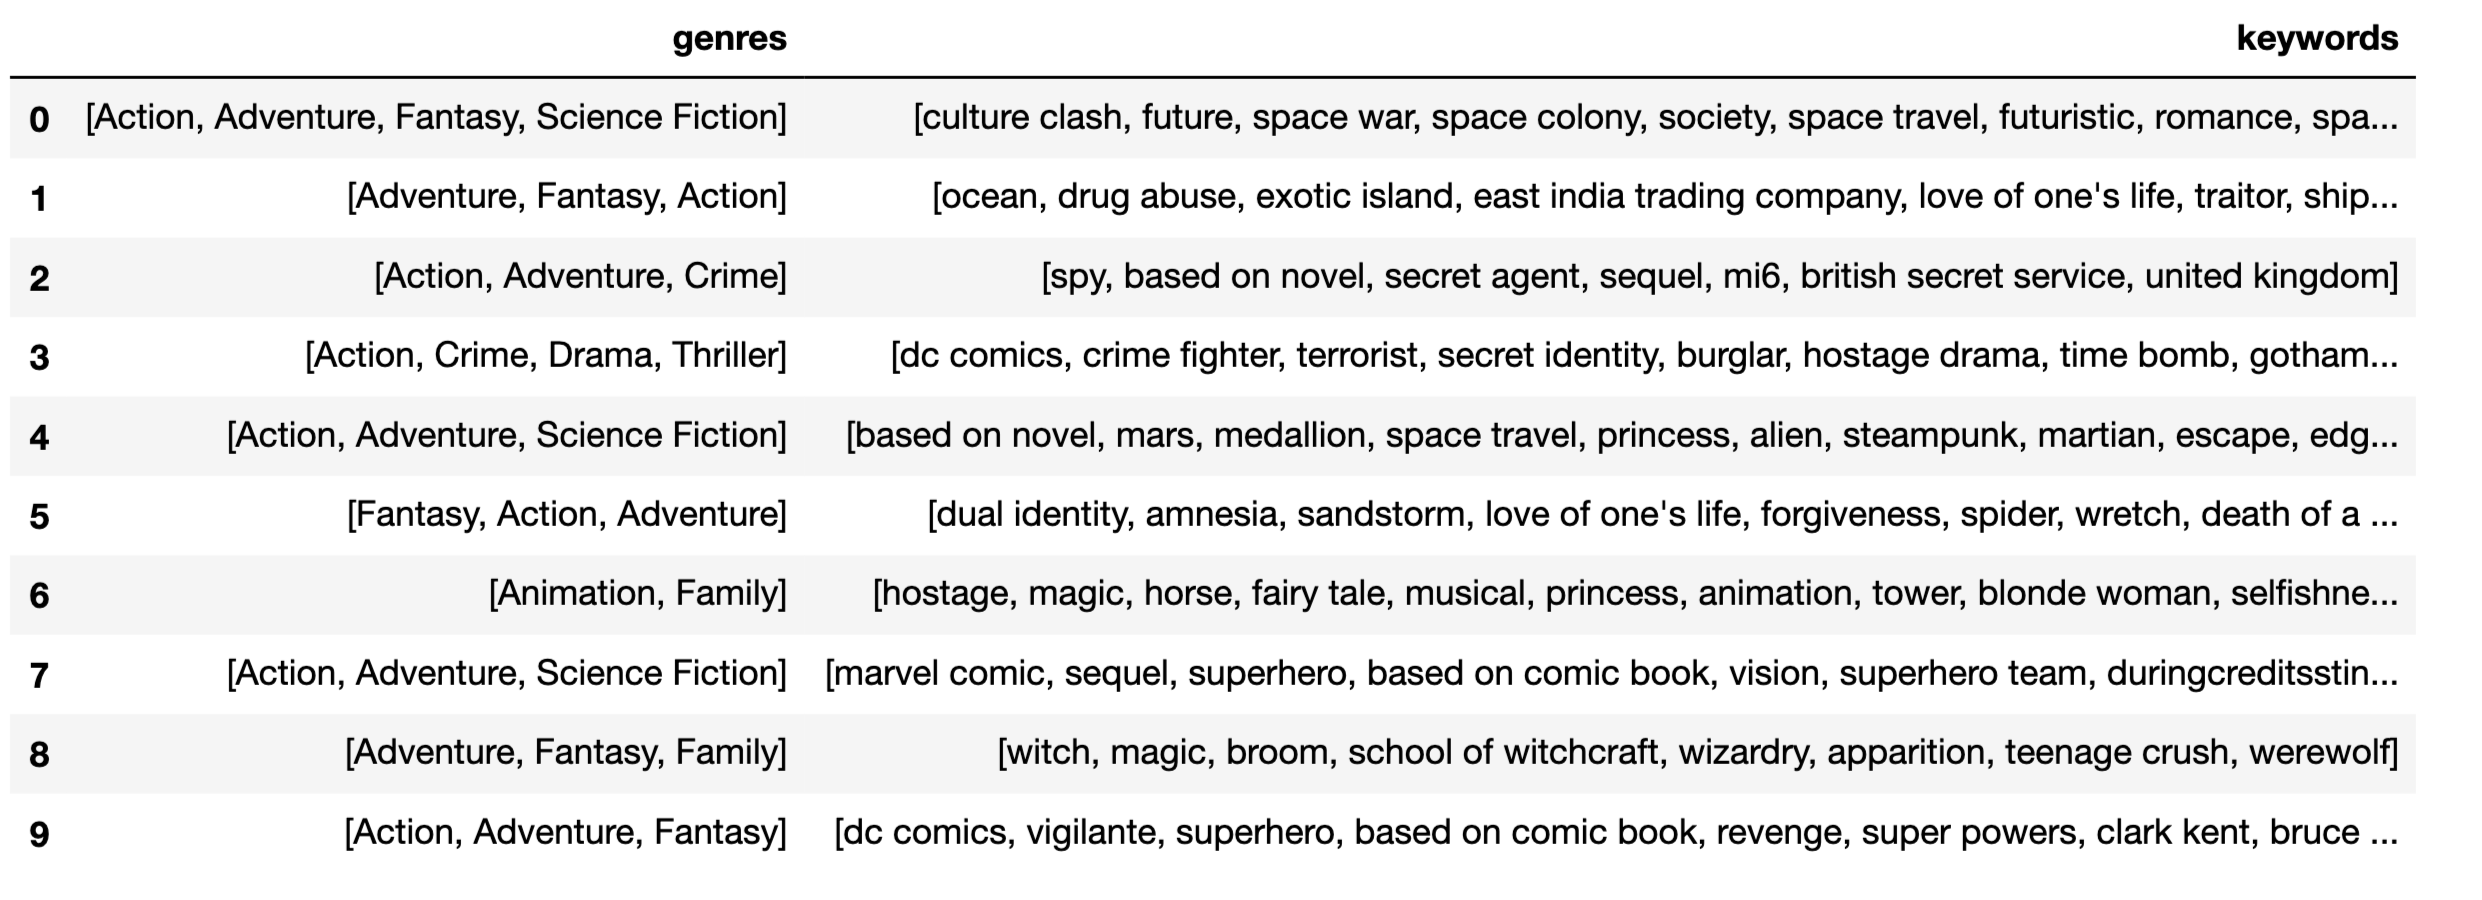 genres keywords
0 [Action, Adventure, Fantasy, Science Fiction] [culture clash, future, space war, space colony, society, space travel, futuristic, romance, spa...
1 [Adventure, Fantasy, Action] [ocean, drug abuse, exotic island, east india trading company, love of one's life, traitor, ship...
2 [Action, Adventure, Crime] [spy, based on novel, secret agent, sequel, mi6, british secret service, united kingdom]
3 [Action, Crime, Drama, Thriller] [dc comics, crime fighter, terrorist, secret identity, burglar, hostage drama, time bomb, gotham...
4 [Action, Adventure, Science Fiction] [based on novel, mars, medallion, space travel, princess, alien, steampunk, martian, escape, edg...
5 [Fantasy, Action, Adventure] [dual identity, amnesia, sandstorm, love of one's life, forgiveness, spider, wretch, death of a ...
6 [Animation, Family] [hostage, magic, horse, fairy tale, musical, princess, animation, tower, blonde woman, selfishne...
7 [Action, Adventure, Science Fiction] [marvel comic, sequel, superhero, based on comic book, vision, superhero team, duringcreditsstin...
8 [Adventure, Fantasy, Family] [witch, magic, broom, school of witchcraft, wizardry, apparition, teenage crush, werewolf]
9 [Action, Adventure, Fantasy] [dc comics, vigilante, superhero, based on comic book, revenge, super powers, clark kent, bruce ...